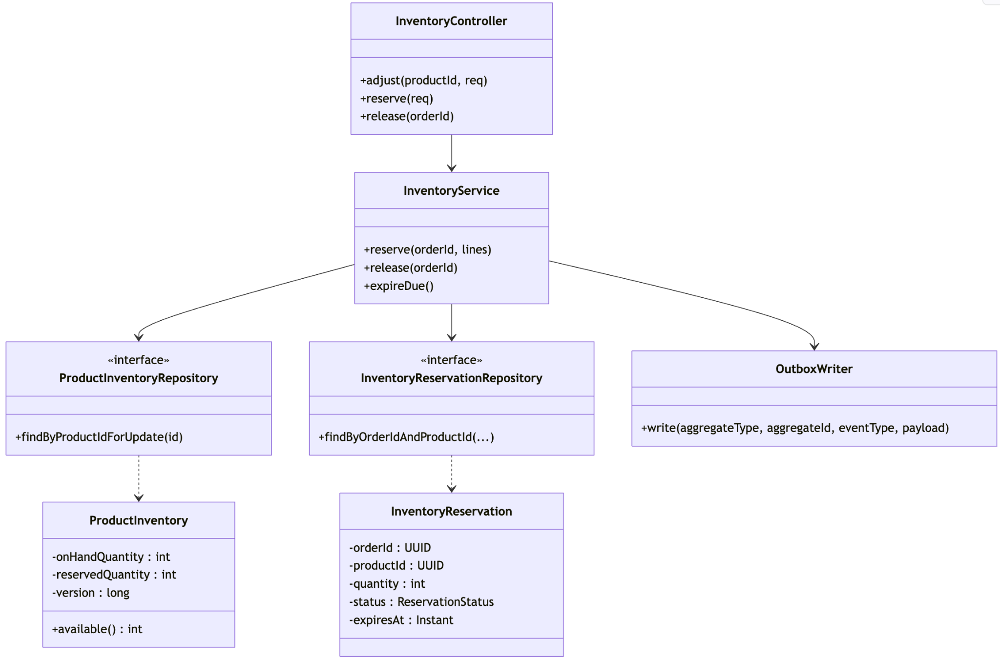 InventoryController
+adjust(productId, req)
+reserve(req)
+release(orderId)
InventoryService
+reserve(orderId, lines)
+release(orderId)
+expireDue()
«interface»
ProductInventoryRepository
+findByProductIdForUpdate(id)
«interface»
InventoryReservationRepository
+findByOrderIdAndProductId(...)
OutboxWriter
+write(aggregateType, aggregateId, eventType, payload)
ProductInventory
-onHandQuantity : int
-reservedQuantity : int
-version : long
+available() : int
InventoryReservation
-orderId : UUID
-productId : UUID
-quantity : int
-status : ReservationStatus
-expiresAt : Instant